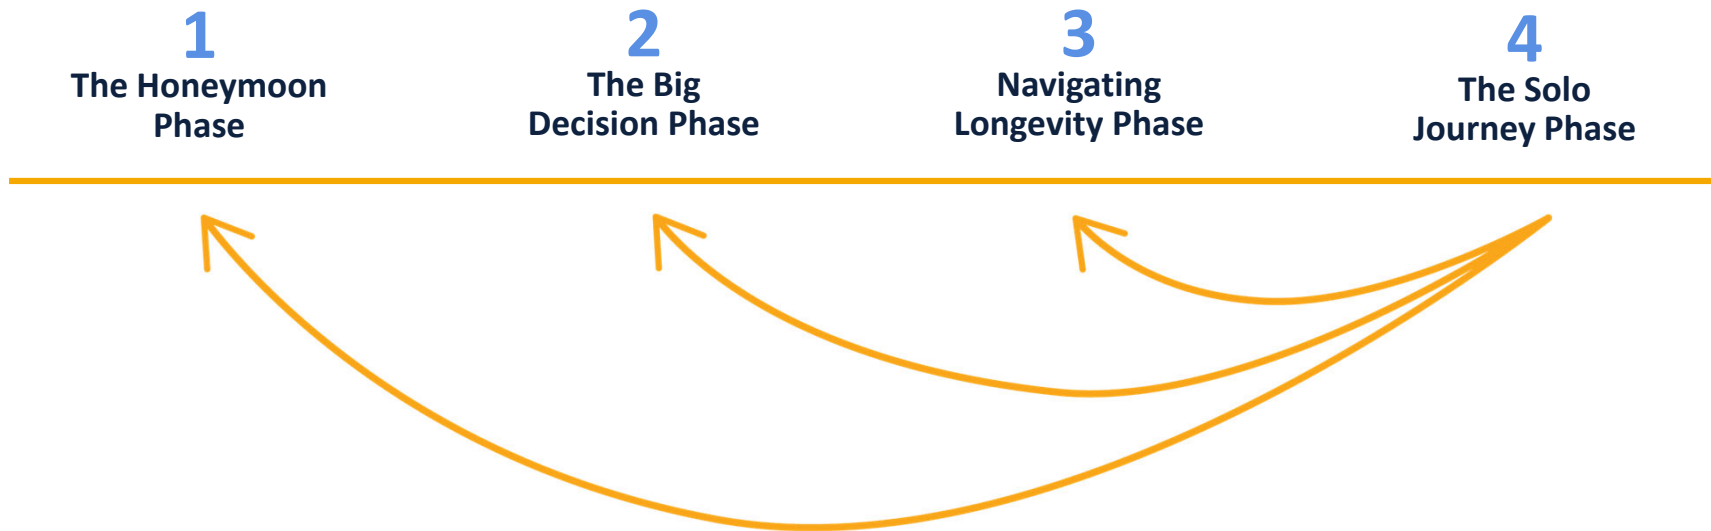 1
The Honeymoon
Phase
2
The Big
Decision Phase
3
Navigating
Longevity Phase
4
The Solo
Journey Phase